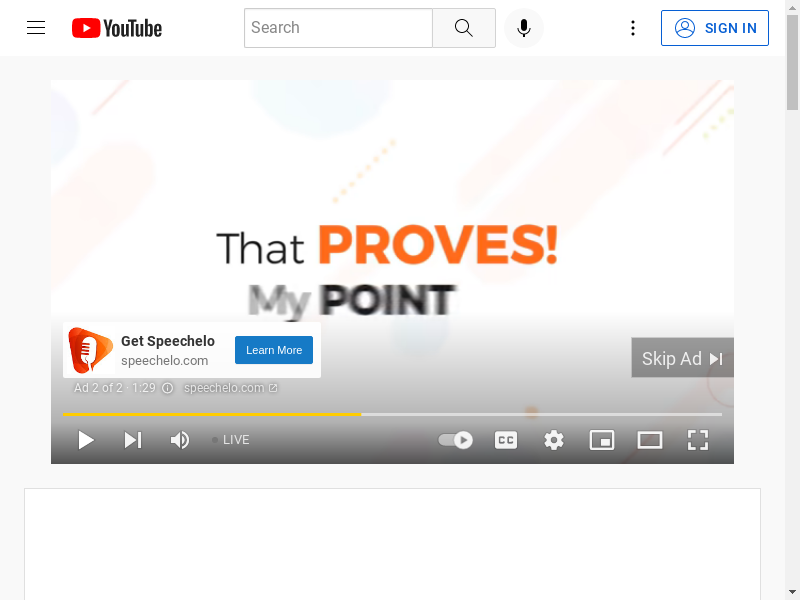 YouTube
Search
SIGN IN
That PROVES!
My POINT
Get Speechelo
speechelo.com
Learn More
Skip Ad
Ad 2 of 2 · 1:29
speechelo.com
LIVE
CC